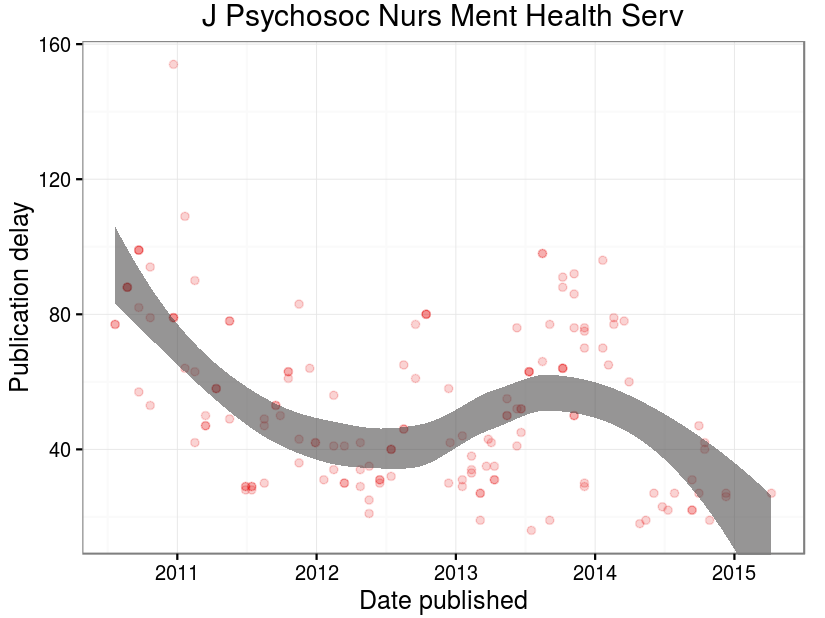 J Psychosoc Nurs Ment Health Serv
160
120
80
40
Publication delay
2011 2012 2013 2014 2015
Date published